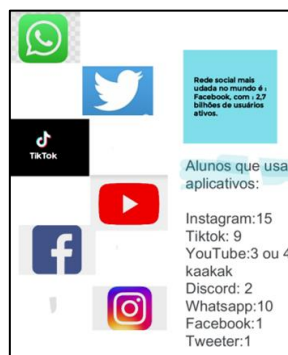 Rede social mais
udada no mundo é :
Facebook, com : 2,7
bilhões de usuários
ativos.
TikTok
Alunos que usa
aplicativos:
Instagram:15
Tiktok: 9
YouTube:3 ou 4
kaakak
Discord: 2
Whatsapp:10
Facebook:1
Tweeter:1